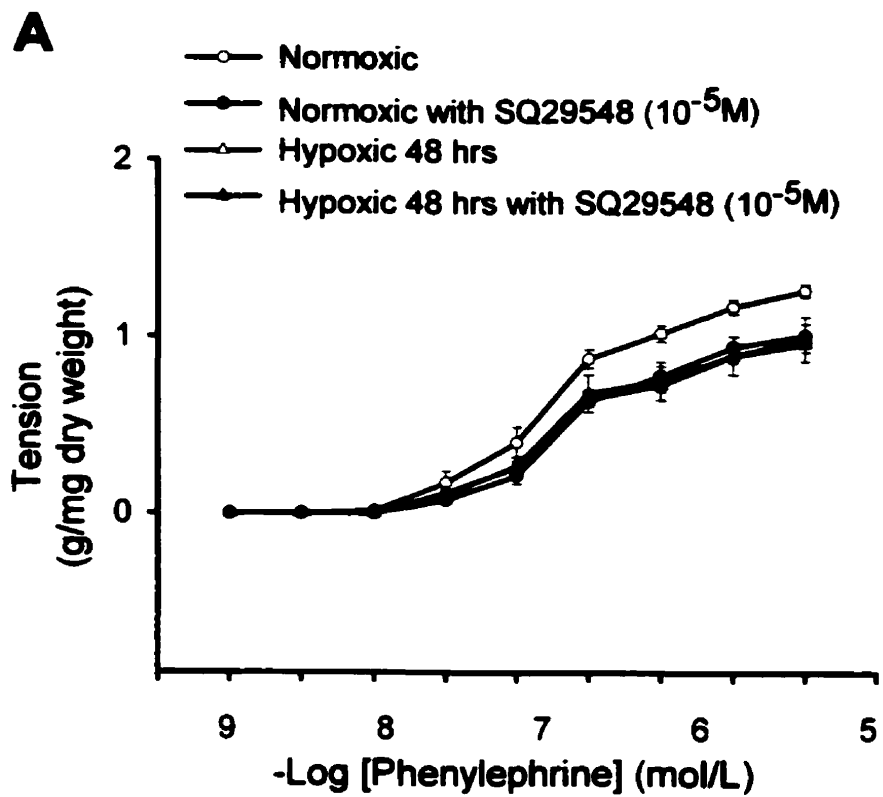 A
Normoxic
Normoxic with SQ29548 (10⁻⁵M)
Hypoxic 48 hrs
Hypoxic 48 hrs with SQ29548 (10⁻⁵M)
2
1
0
Tension
(g/mg dry weight)
9 8 7 6 5
-Log [Phenylephrine] (mol/L)